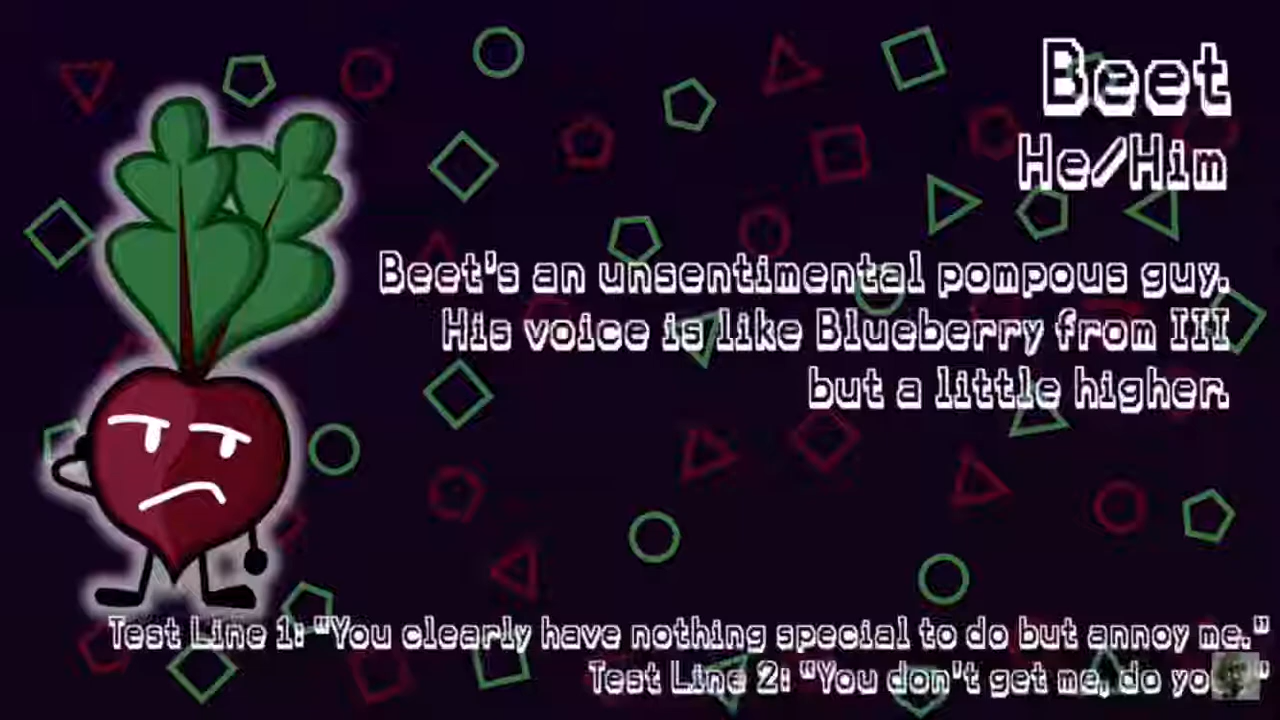 Beet
He/Him
Beet's an unsentimental pompous guy.
His voice is like Blueberry from III
but a little higher.
Test Line 1: "You clearly have nothing special to do but annoy me."
Test Line 2: "You don't get me, do